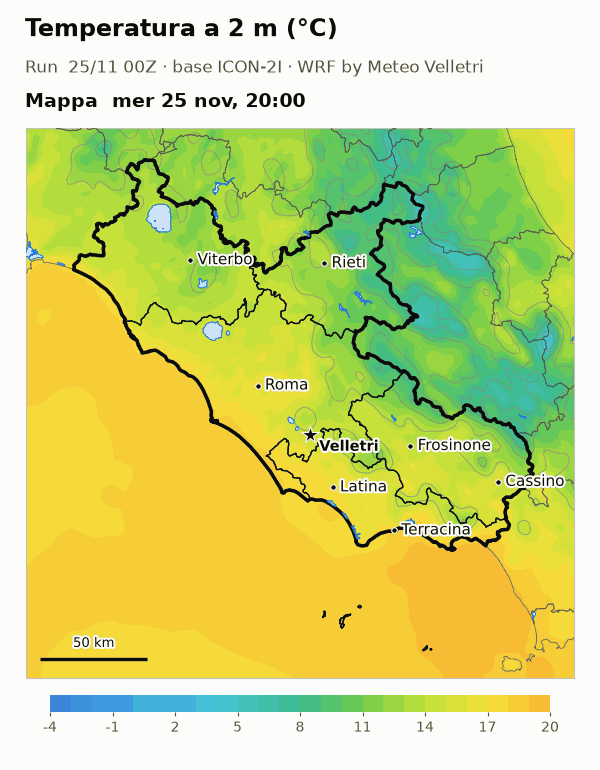 Temperatura a 2 m (°C)
Run 25/11 00Z · base ICON-2I · WRF by Meteo Velletri
Mappa mer 25 nov, 20:00
Viterbo
Rieti
Roma
Velletri
Frosinone
Cassino
Latina
Terracina
50 km
-4 -1 2 5 8 11 14 17 20